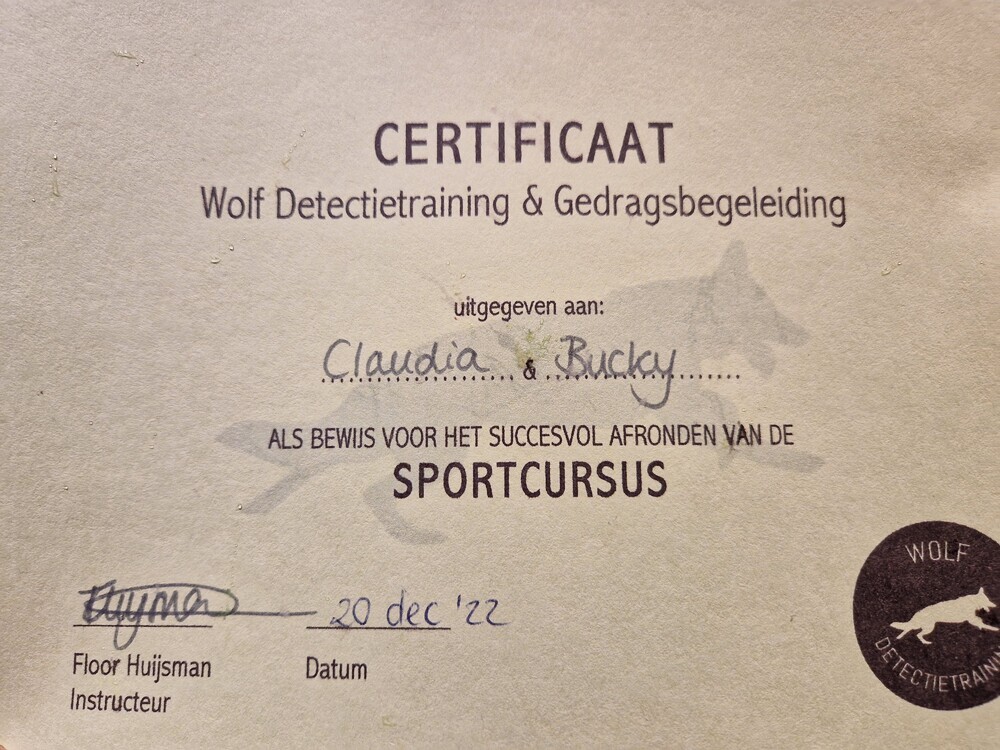 CERTIFICAAT
Wolf Detectietraining & Gedragsbegeleiding
uitgegeven aan:
Claudia & Bucky
ALS BEWIJS VOOR HET SUCCESVOL AFRONDEN VAN DE
SPORTCURSUS
20 dec '22
Floor Huijsman Datum
Instructeur
WOLF
DETECTIETRAININ